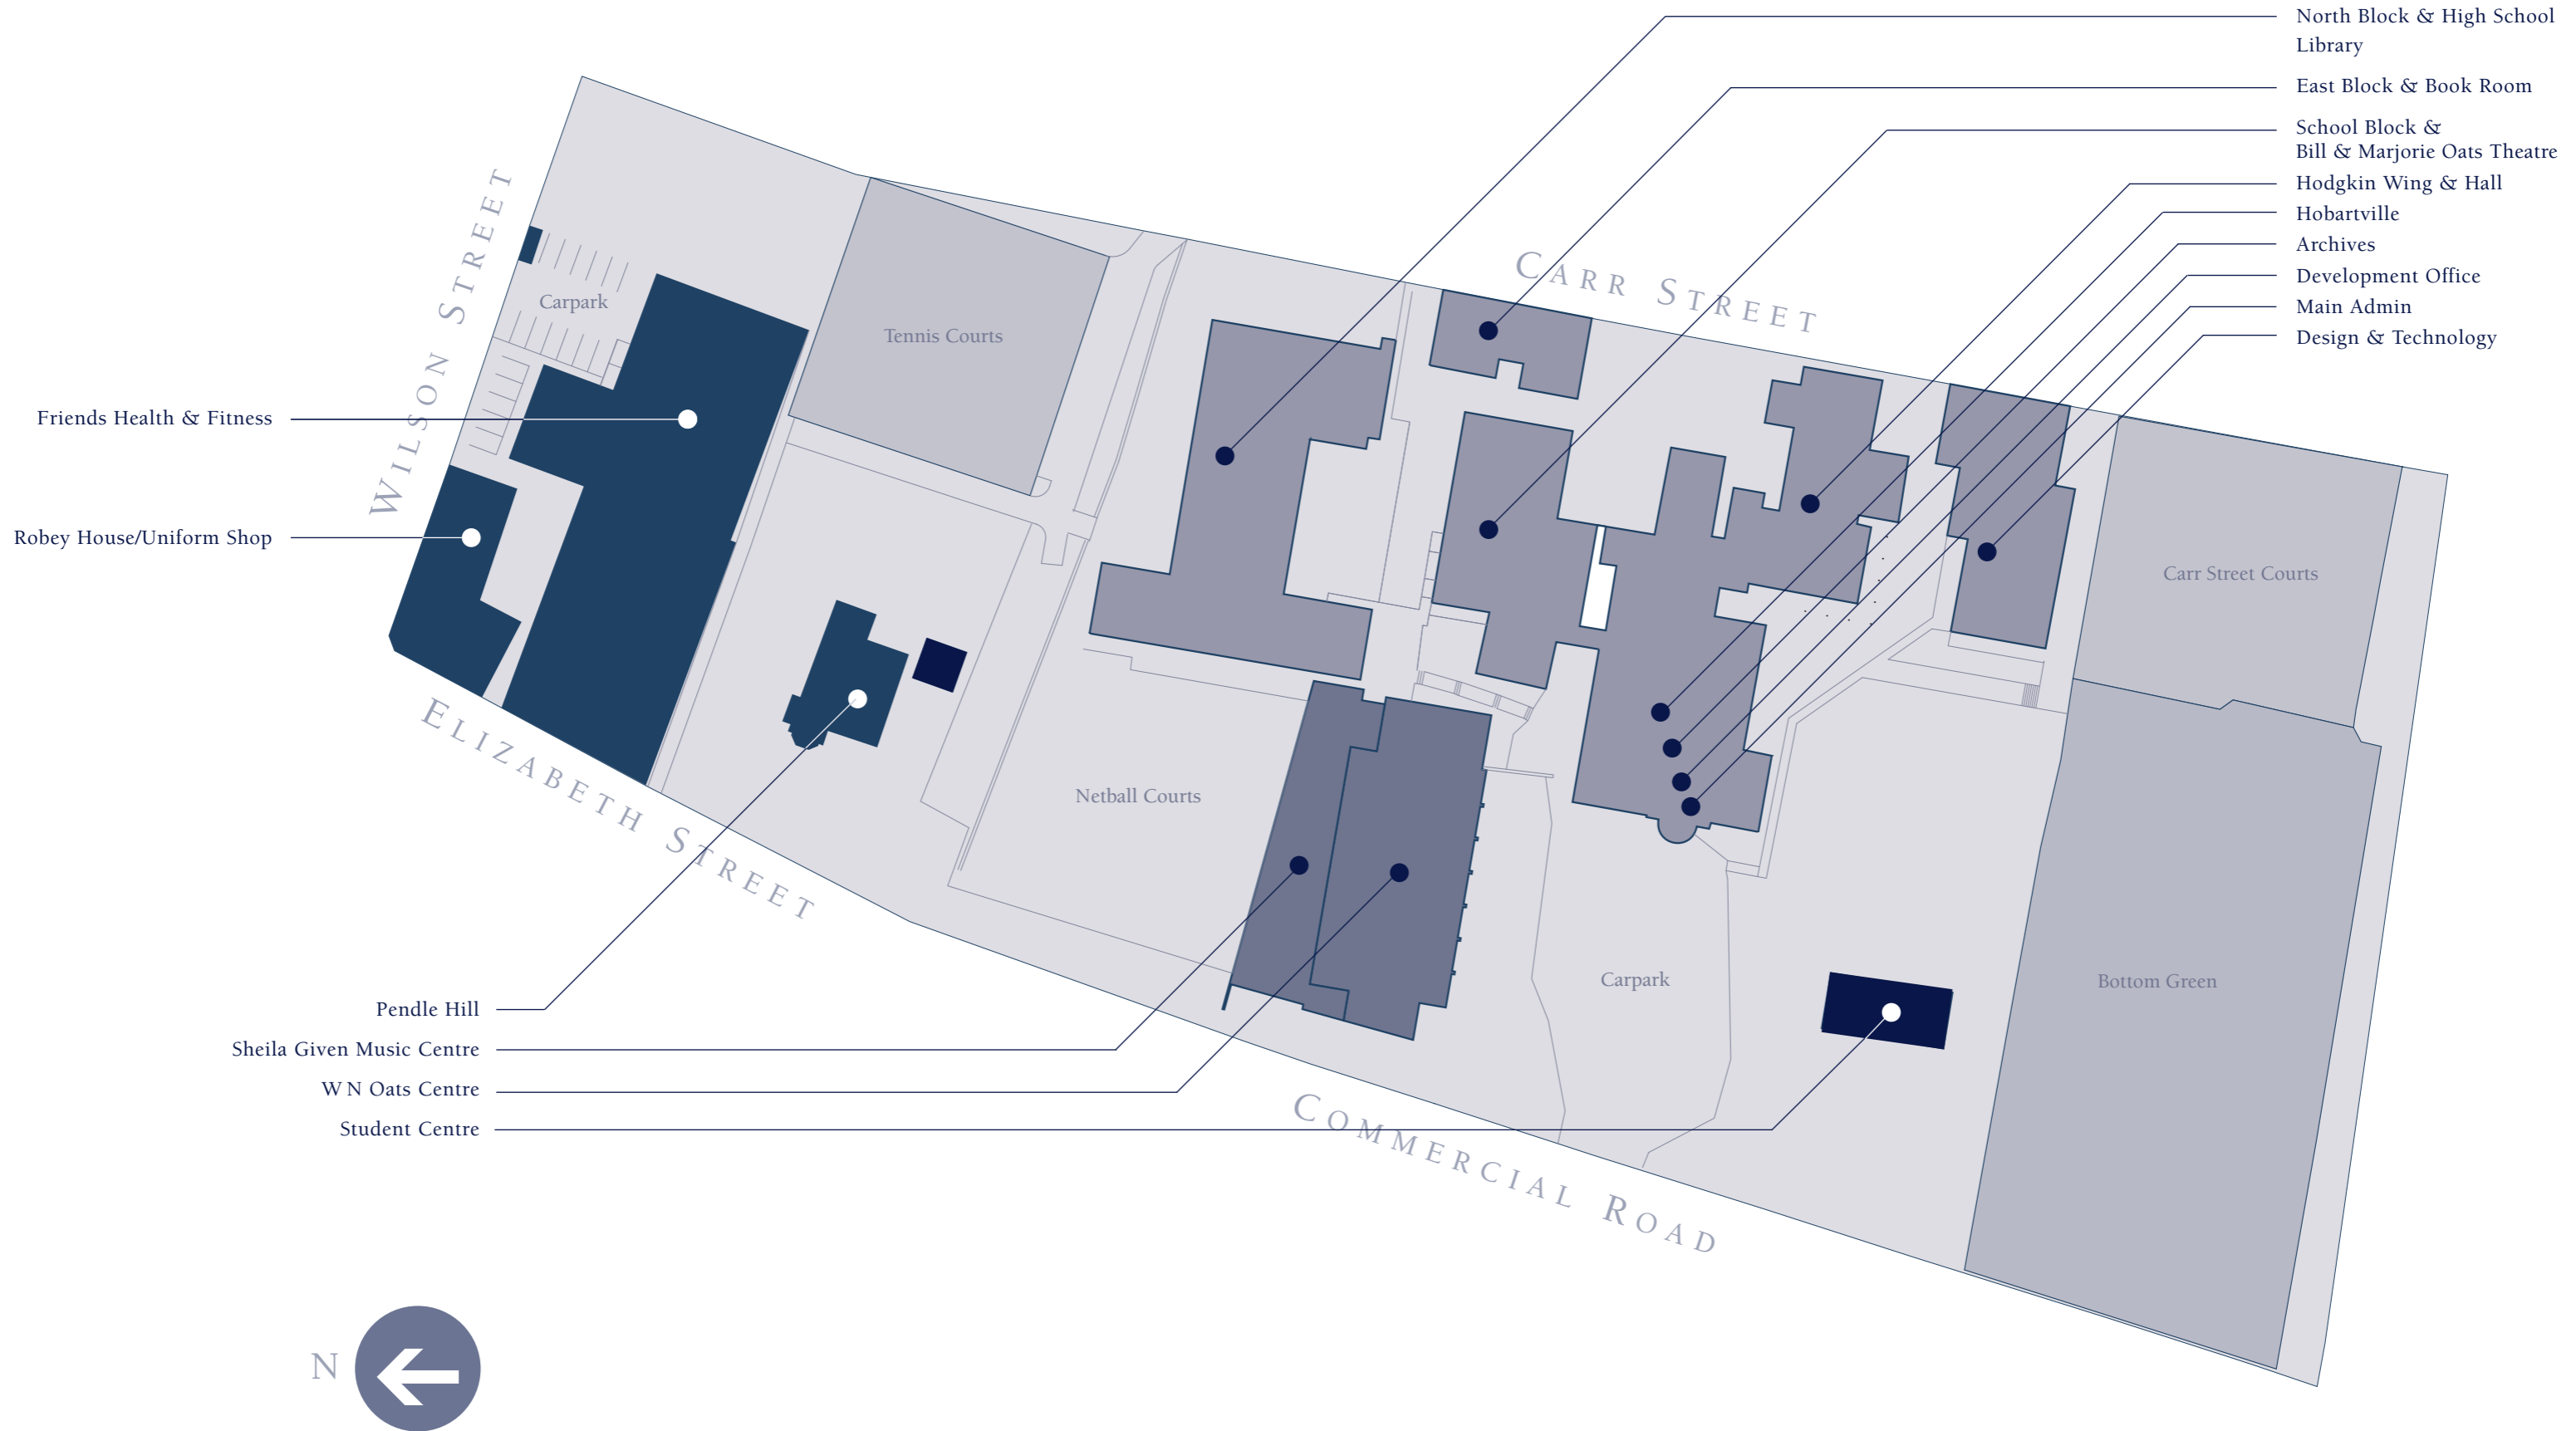 North Block & High School
Library
East Block & Book Room
School Block &
Bill & Marjorie Oats Theatre
Hodgkin Wing & Hall
Hobartville
Archives
Development Office
Main Admin
Design & Technology
CARR STREET
WILSON STREET
Carpark
Tennis Courts
Friends Health & Fitness
Robey House/Uniform Shop
Carr Street Courts
ELIZABETH STREET
Netball Courts
Carpark
Bottom Green
Pendle Hill
Sheila Given Music Centre
W N Oats Centre
Student Centre
COMMERCIAL ROAD
N